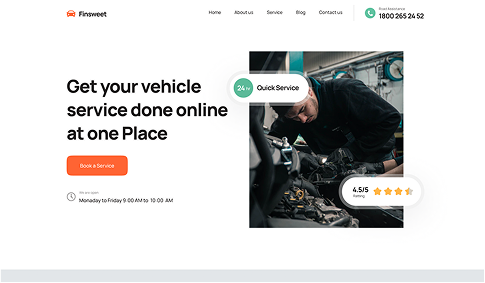 Finsweet
Home About us Service Blog Contact us
Road Assistance
1800 265 24 52
Get your vehicle
service done online
at one Place
24 hr Quick Service
Book a Service
4.5/5
Rating
We are open
Monaday to Friday 9:00 AM to 10:00 AM